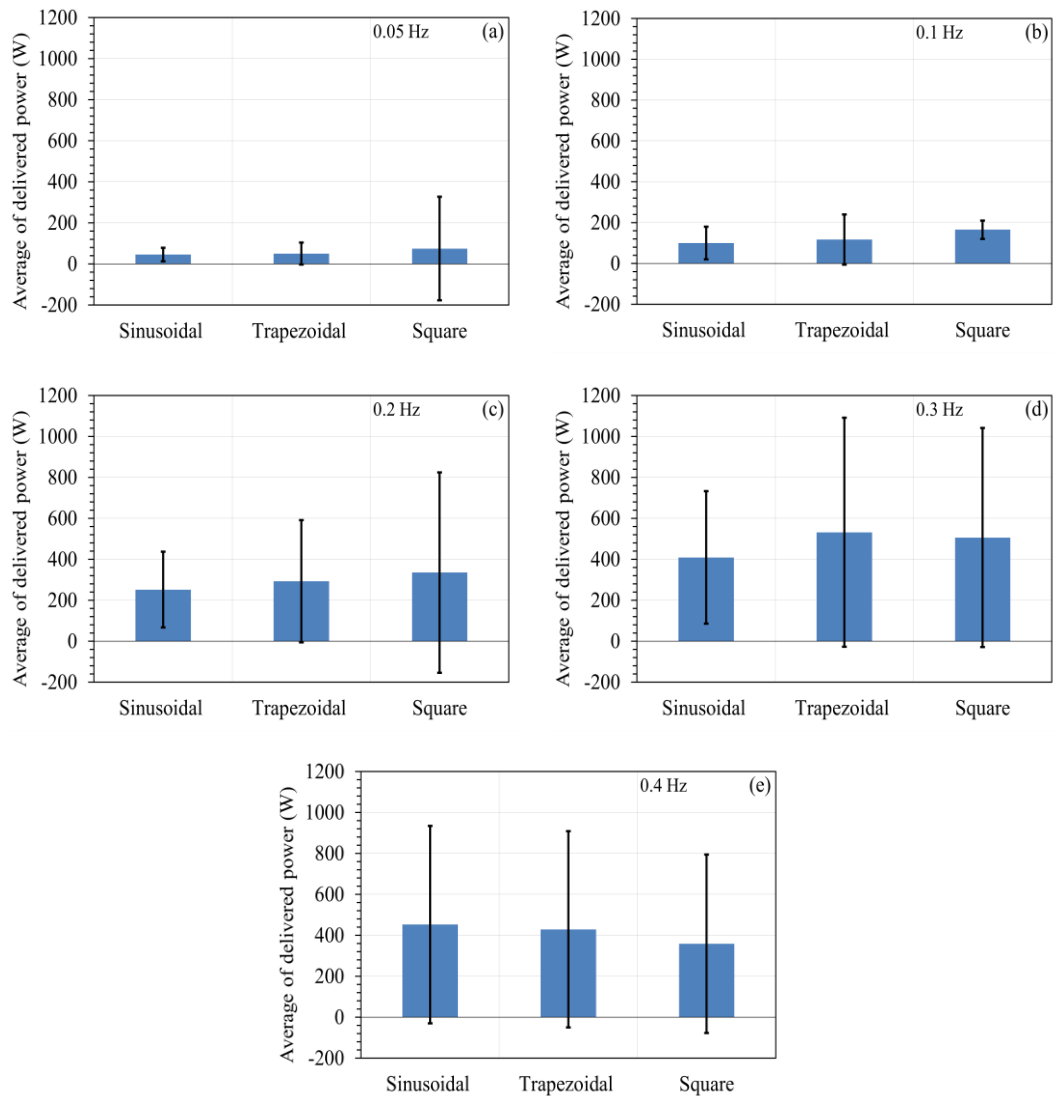 0.05 Hz (a)
Average of delivered power (W)
1200
1000
800
600
400
200
0
-200
Sinusoidal Trapezoidal Square
0.1 Hz (b)
Average of delivered power (W)
1200
1000
800
600
400
200
0
-200
Sinusoidal Trapezoidal Square
0.2 Hz (c)
Average of delivered power (W)
1200
1000
800
600
400
200
0
-200
Sinusoidal Trapezoidal Square
0.3 Hz (d)
Average of delivered power (W)
1200
1000
800
600
400
200
0
-200
Sinusoidal Trapezoidal Square
0.4 Hz (e)
Average of delivered power (W)
1200
1000
800
600
400
200
0
-200
Sinusoidal Trapezoidal Square